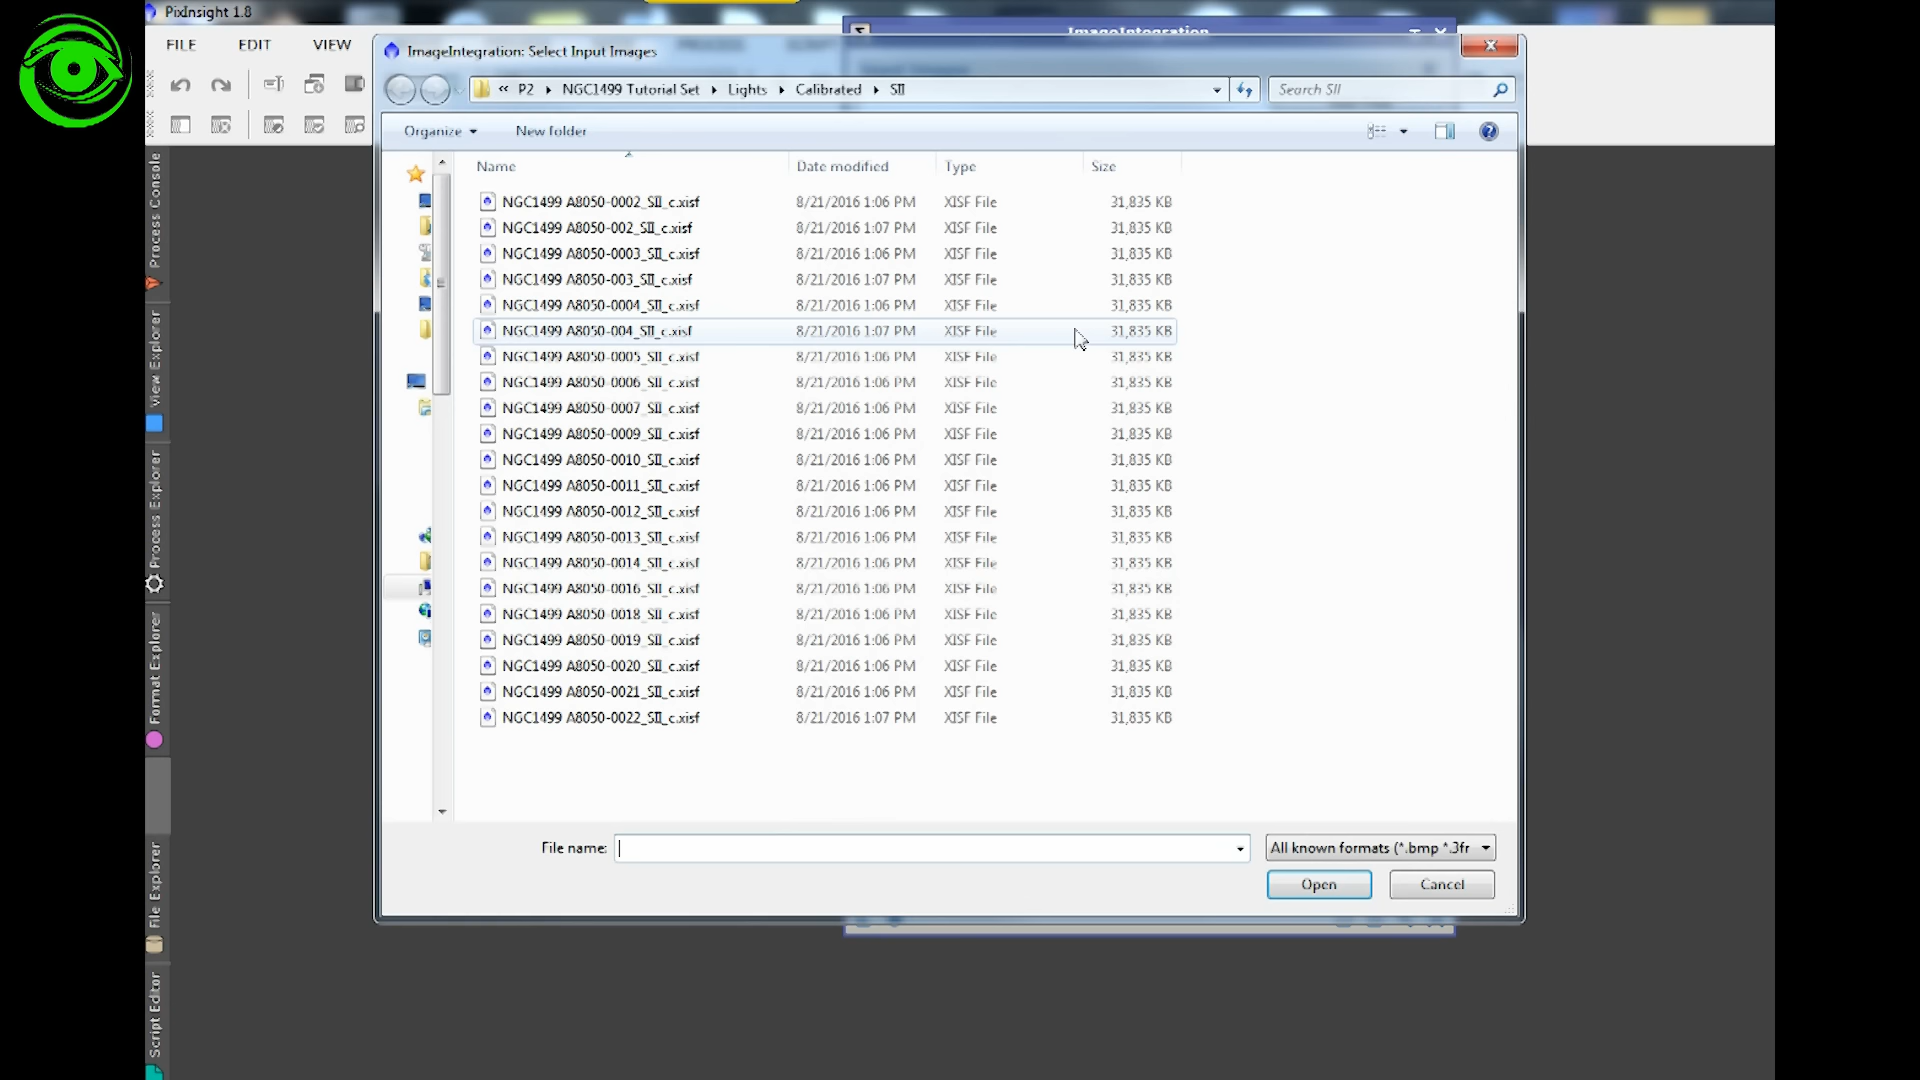 PixInsight 1.8
ImageIntegration
FILE EDIT VIEW
ImageIntegration: Select Input Images
« P2 NGC1499 Tutorial Set Lights Calibrated SII
Search SII
Organize New folder
Name Date modified Type Size
NGC1499 A8050-0002_SII_c.xisf 8/21/2016 1:06 PM XISF File 31,835 KB
NGC1499 A8050-002_SII_c.xisf 8/21/2016 1:07 PM XISF File 31,835 KB
NGC1499 A8050-0003_SII_c.xisf 8/21/2016 1:06 PM XISF File 31,835 KB
NGC1499 A8050-003_SII_c.xisf 8/21/2016 1:07 PM XISF File 31,835 KB
NGC1499 A8050-0004_SII_c.xisf 8/21/2016 1:06 PM XISF File 31,835 KB
NGC1499 A8050-004_SII_c.xisf 8/21/2016 1:07 PM XISF File 31,835 KB
NGC1499 A8050-0005_SII_c.xisf 8/21/2016 1:06 PM XISF File 31,835 KB
NGC1499 A8050-0006_SII_c.xisf 8/21/2016 1:06 PM XISF File 31,835 KB
NGC1499 A8050-0007_SII_c.xisf 8/21/2016 1:06 PM XISF File 31,835 KB
NGC1499 A8050-0009_SII_c.xisf 8/21/2016 1:06 PM XISF File 31,835 KB
NGC1499 A8050-0010_SII_c.xisf 8/21/2016 1:06 PM XISF File 31,835 KB
NGC1499 A8050-0011_SII_c.xisf 8/21/2016 1:06 PM XISF File 31,835 KB
NGC1499 A8050-0012_SII_c.xisf 8/21/2016 1:06 PM XISF File 31,835 KB
NGC1499 A8050-0013_SII_c.xisf 8/21/2016 1:06 PM XISF File 31,835 KB
NGC1499 A8050-0014_SII_c.xisf 8/21/2016 1:06 PM XISF File 31,835 KB
NGC1499 A8050-0016_SII_c.xisf 8/21/2016 1:06 PM XISF File 31,835 KB
NGC1499 A8050-0018_SII_c.xisf 8/21/2016 1:06 PM XISF File 31,835 KB
NGC1499 A8050-0019_SII_c.xisf 8/21/2016 1:06 PM XISF File 31,835 KB
NGC1499 A8050-0020_SII_c.xisf 8/21/2016 1:06 PM XISF File 31,835 KB
NGC1499 A8050-0021_SII_c.xisf 8/21/2016 1:06 PM XISF File 31,835 KB
NGC1499 A8050-0022_SII_c.xisf 8/21/2016 1:07 PM XISF File 31,835 KB
File name:
All known formats (*.bmp *.3fr
Open Cancel
Process Console
View Explorer
Process Explorer
Format Explorer
File Explorer
Script Editor